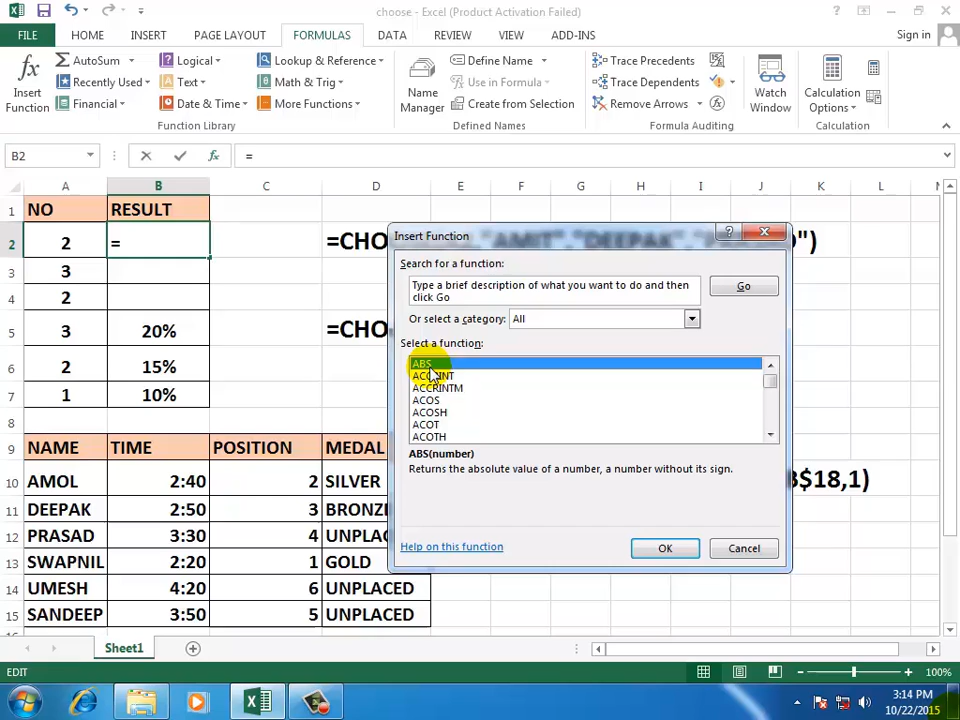 choose - Excel (Product Activation Failed)
FILE HOME INSERT PAGE LAYOUT FORMULAS DATA REVIEW VIEW ADD-INS Sign in
Insert Function
AutoSum
Recently Used
Financial
Logical
Text
Date & Time
Lookup & Reference
Math & Trig
More Functions
Function Library
Name Manager
Define Name
Use in Formula
Create from Selection
Defined Names
Trace Precedents
Trace Dependents
Remove Arrows
Formula Auditing
Watch Window
Calculation Options
Calculation
B2 fx =
A B C D E F G H I J K L
1 NO RESULT
2 2 =
=CHO "AMIT","DEEPAK",
3 3
4 2
5 3 20% =CHO
6 2 15%
7 1 10%
8
9 NAME TIME POSITION MEDAL
10 AMOL 2:40 2 SILVER $18,1)
11 DEEPAK 2:50 3 BRONZ
12 PRASAD 3:30 4 UNPLAC
13 SWAPNIL 2:20 1 GOLD
14 UMESH 4:20 6 UNPLACED
15 SANDEEP 3:50 5 UNPLACED
Insert Function
Search for a function:
Type a brief description of what you want to do and then
click Go
Go
Or select a category: All
Select a function:
ABS
ACCRINT
ACCRINTM
ACOS
ACOSH
ACOT
ACOTH
ABS(number)
Returns the absolute value of a number, a number without its sign.
Help on this function
OK Cancel
Sheet1
EDIT 100%
3:14 PM
10/22/2015